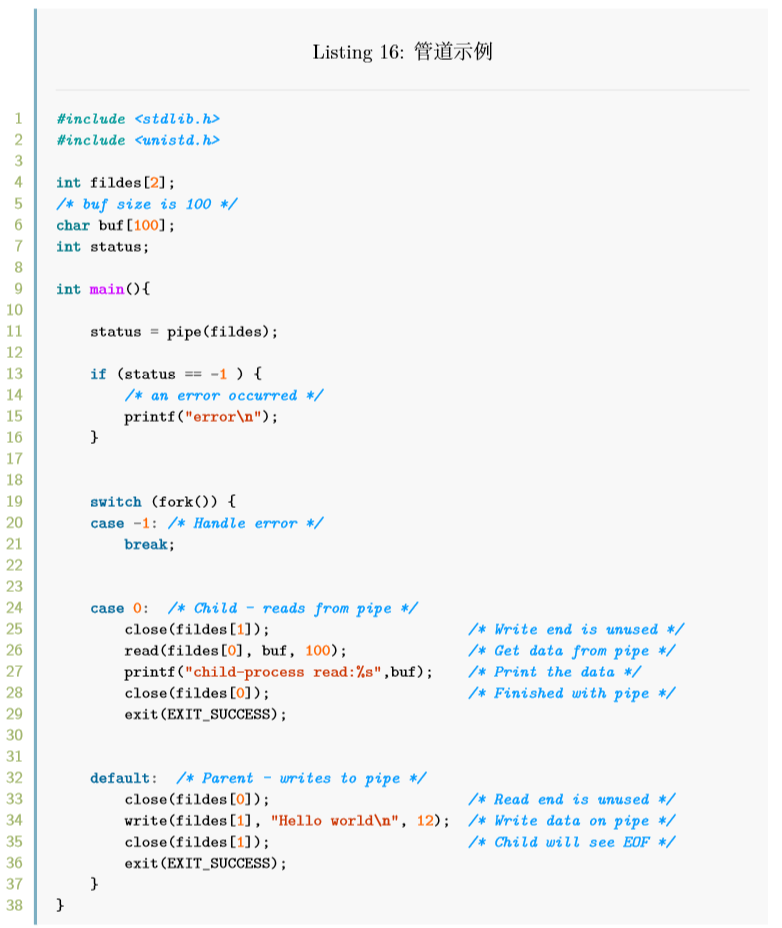 Listing 16: 管道示例
1 #include <stdlib.h>
2 #include <unistd.h>
3
4 int fildes[2];
5 /* buf size is 100 */
6 char buf[100];
7 int status;
8
9 int main(){
10
11 status = pipe(fildes);
12
13 if (status == -1 ) {
14 /* an error occurred */
15 printf("error\n");
16 }
17
18
19 switch (fork()) {
20 case -1: /* Handle error */
21 break;
22
23
24 case 0: /* Child - reads from pipe */
25 close(fildes[1]); /* Write end is unused */
26 read(fildes[0], buf, 100); /* Get data from pipe */
27 printf("child-process read:%s",buf); /* Print the data */
28 close(fildes[0]); /* Finished with pipe */
29 exit(EXIT_SUCCESS);
30
31
32 default: /* Parent - writes to pipe */
33 close(fildes[0]); /* Read end is unused */
34 write(fildes[1], "Hello world\n", 12); /* Write data on pipe */
35 close(fildes[1]); /* Child will see EOF */
36 exit(EXIT_SUCCESS);
37 }
38 }